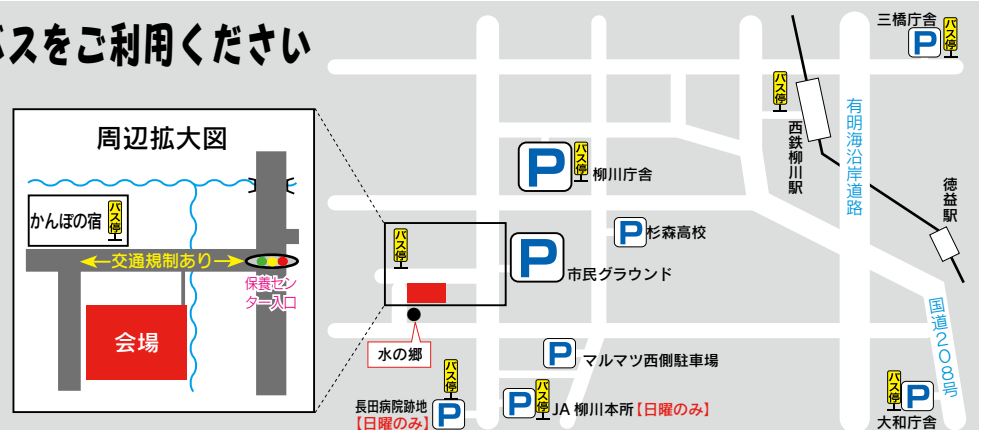 バスをご利用ください
周辺拡大図
かんぽの宿
バス停
交通規制あり
保養セン
ター入口
会場
バス停
水の郷
P
バス停
柳川庁舎
P
杉森高校
P
市民グラウンド
P
マルマツ西側駐車場
バス停
長田病院跡地
【日曜のみ】
P
P
バス停
JA 柳川本所【日曜のみ】
バス停
西鉄柳川駅
有明海沿岸道路
三橋庁舎
P
バス停
徳益駅
国道208号
バス停
P
大和庁舎